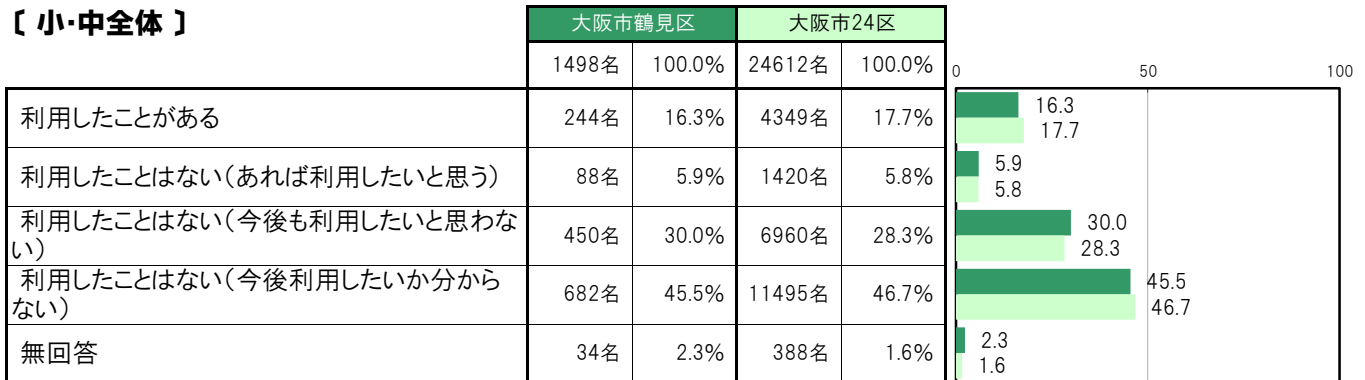 〔 小・中全体 〕
大阪市鶴見区 大阪市24区
1498名 100.0% 24612名 100.0%
0 50 100
利用したことがある 244名 16.3% 4349名 17.7%
16.3
17.7
利用したことはない（あれば利用したいと思う） 88名 5.9% 1420名 5.8%
5.9
5.8
利用したことはない（今後も利用したいと思わな
い） 450名 30.0% 6960名 28.3%
30.0
28.3
利用したことはない（今後利用したいか分から
ない） 682名 45.5% 11495名 46.7%
45.5
46.7
無回答 34名 2.3% 388名 1.6%
2.3
1.6